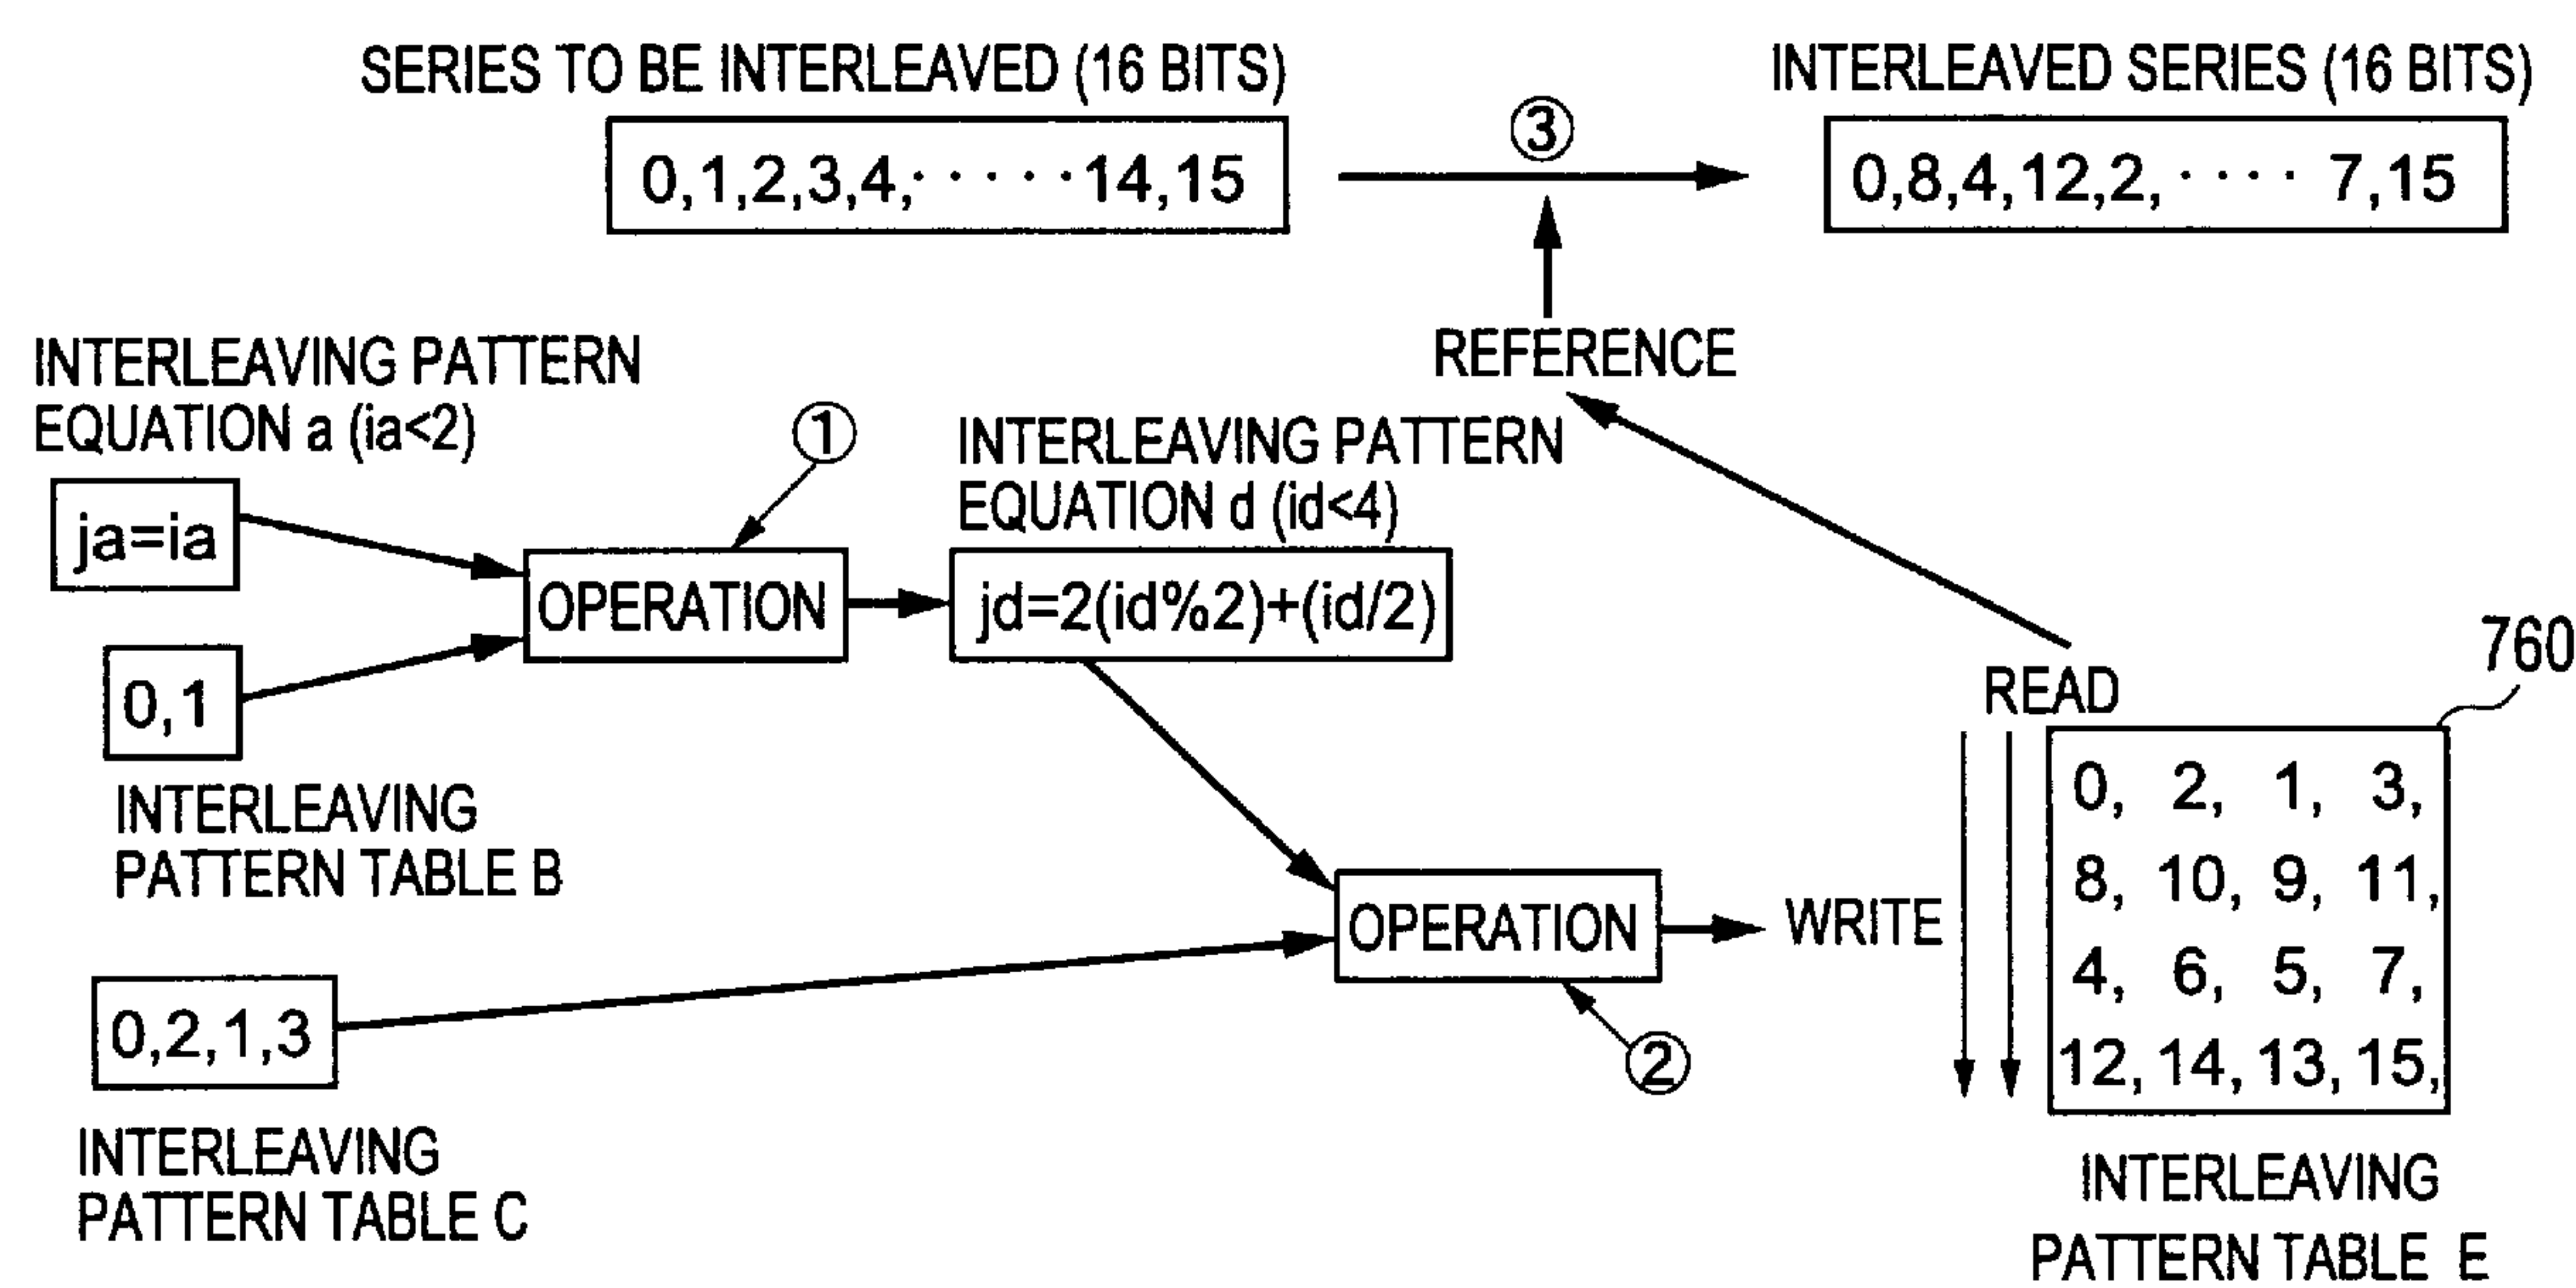 SERIES TO BE INTERLEAVED (16 BITS)
INTERLEAVED SERIES (16 BITS)
0,1,2,3,4,·····14,15
③
0,8,4,12,2,···· 7,15
REFERENCE
INTERLEAVING PATTERN
EQUATION a (ia<2)
ja=ia
0,1
INTERLEAVING
PATTERN TABLE B
①
OPERATION
INTERLEAVING PATTERN
EQUATION d (id<4)
jd=2(id%2)+(id/2)
0,2,1,3
INTERLEAVING
PATTERN TABLE C
OPERATION
②
WRITE
READ
760
0, 2, 1, 3,
8, 10, 9, 11,
4, 6, 5, 7,
12, 14, 13, 15,
INTERLEAVING
PATTERN TABLE E